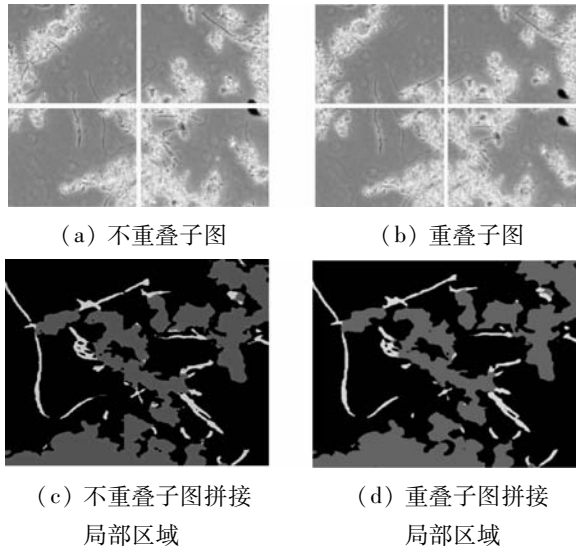 (a) 不重叠子图
(b) 重叠子图
(c) 不重叠子图拼接
局部区域
(d) 重叠子图拼接
局部区域